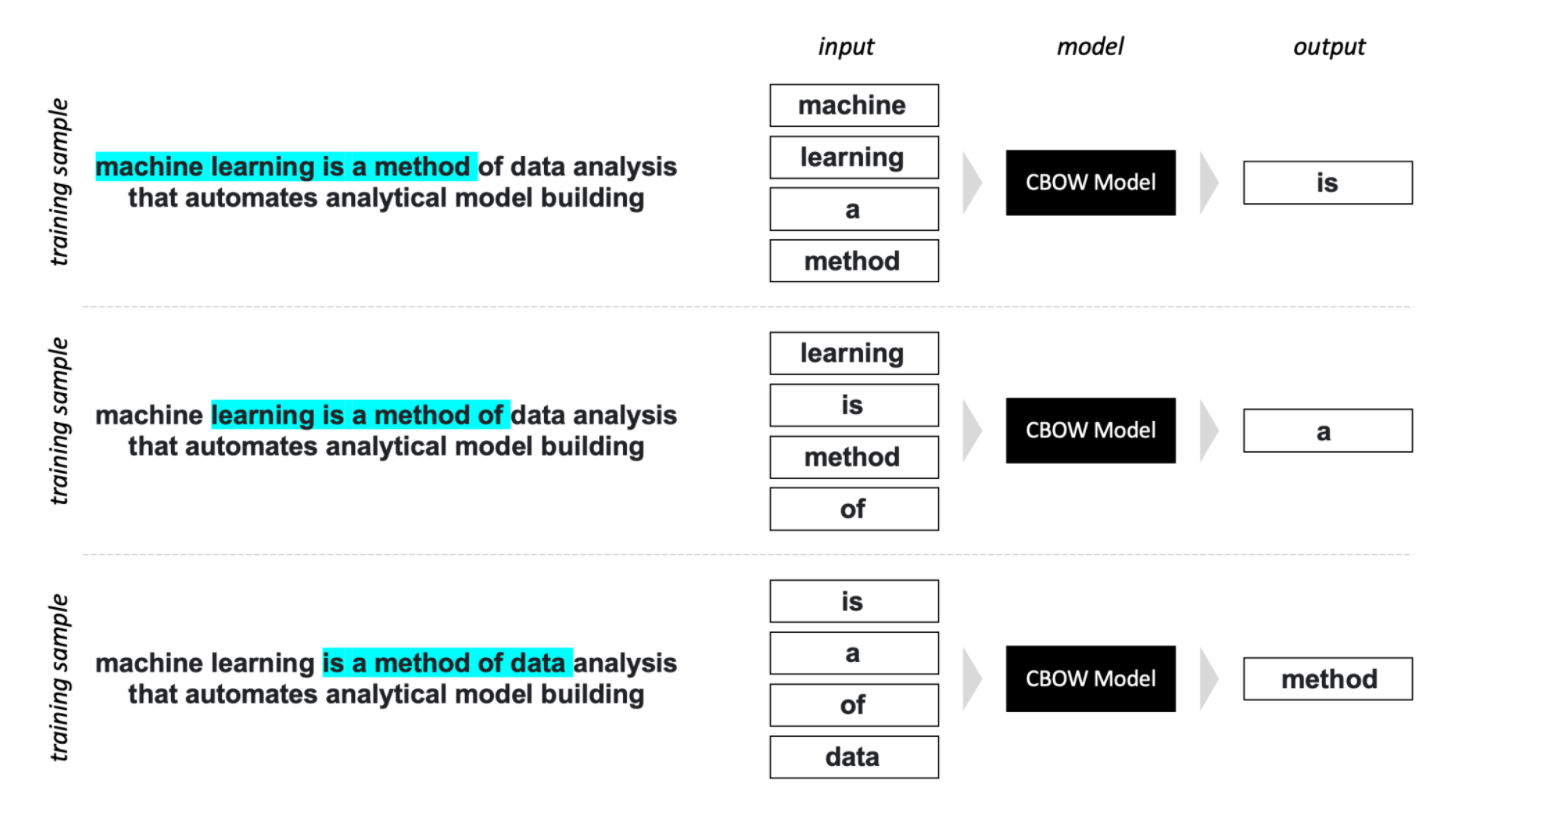 input
model
output
training sample
machine learning is a method of data analysis
that automates analytical model building
machine
learning
a
method
CBOW Model
is
training sample
machine learning is a method of data analysis
that automates analytical model building
learning
is
method
of
CBOW Model
a
training sample
machine learning is a method of data analysis
that automates analytical model building
is
a
of
data
CBOW Model
method